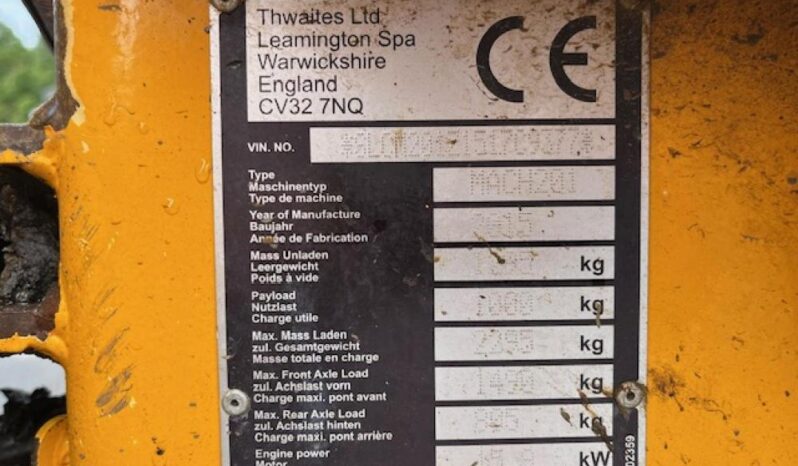 Thwaites Ltd
Leamington Spa
Warwickshire
England
CV32 7NQ
CE
VIN. NO.
Type
Maschinentyp
Type de machine
MACH201
Year of Manufacture
Baujahr
Année de Fabrication
2015
Mass Unladen
Leergewicht
Poids à vide
kg
Payload
Nutzlast
Charge utile
kg
Max. Mass Laden
zul. Gesamtgewicht
Masse totale en charge
kg
Max. Front Axle Load
zul. Achslast vorn
Charge maxi. pont avant
kg
Max. Rear Axle Load
zul. Achslast hinten
Charge maxi. pont arrière
kg
Engine power
Motor
kW
02359